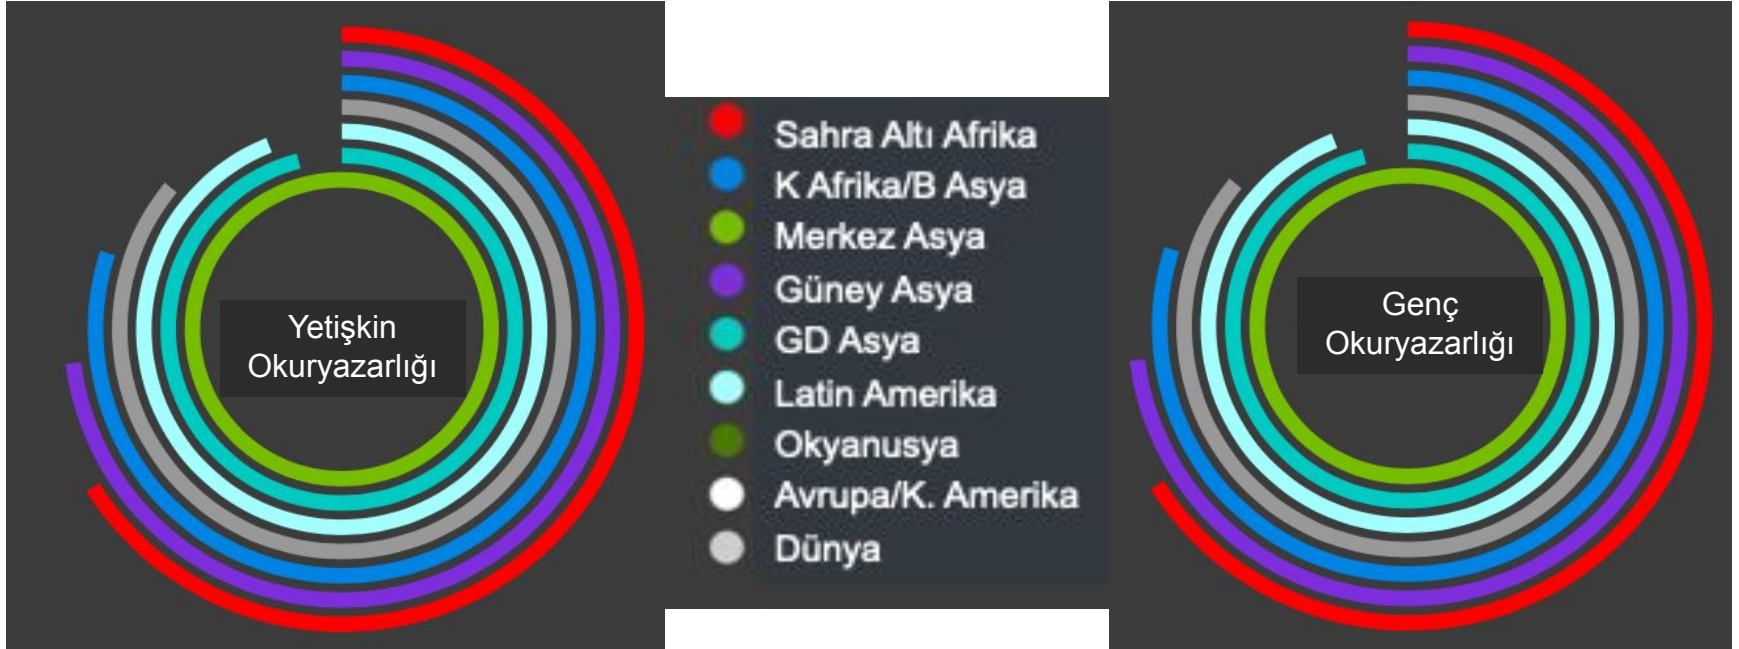 Yetişkin
Okuryazarlığı
Sahra Altı Afrika
K Afrika/B Asya
Merkez Asya
Güney Asya
GD Asya
Latin Amerika
Okyanusya
Avrupa/K. Amerika
Dünya
Genç
Okuryazarlığı